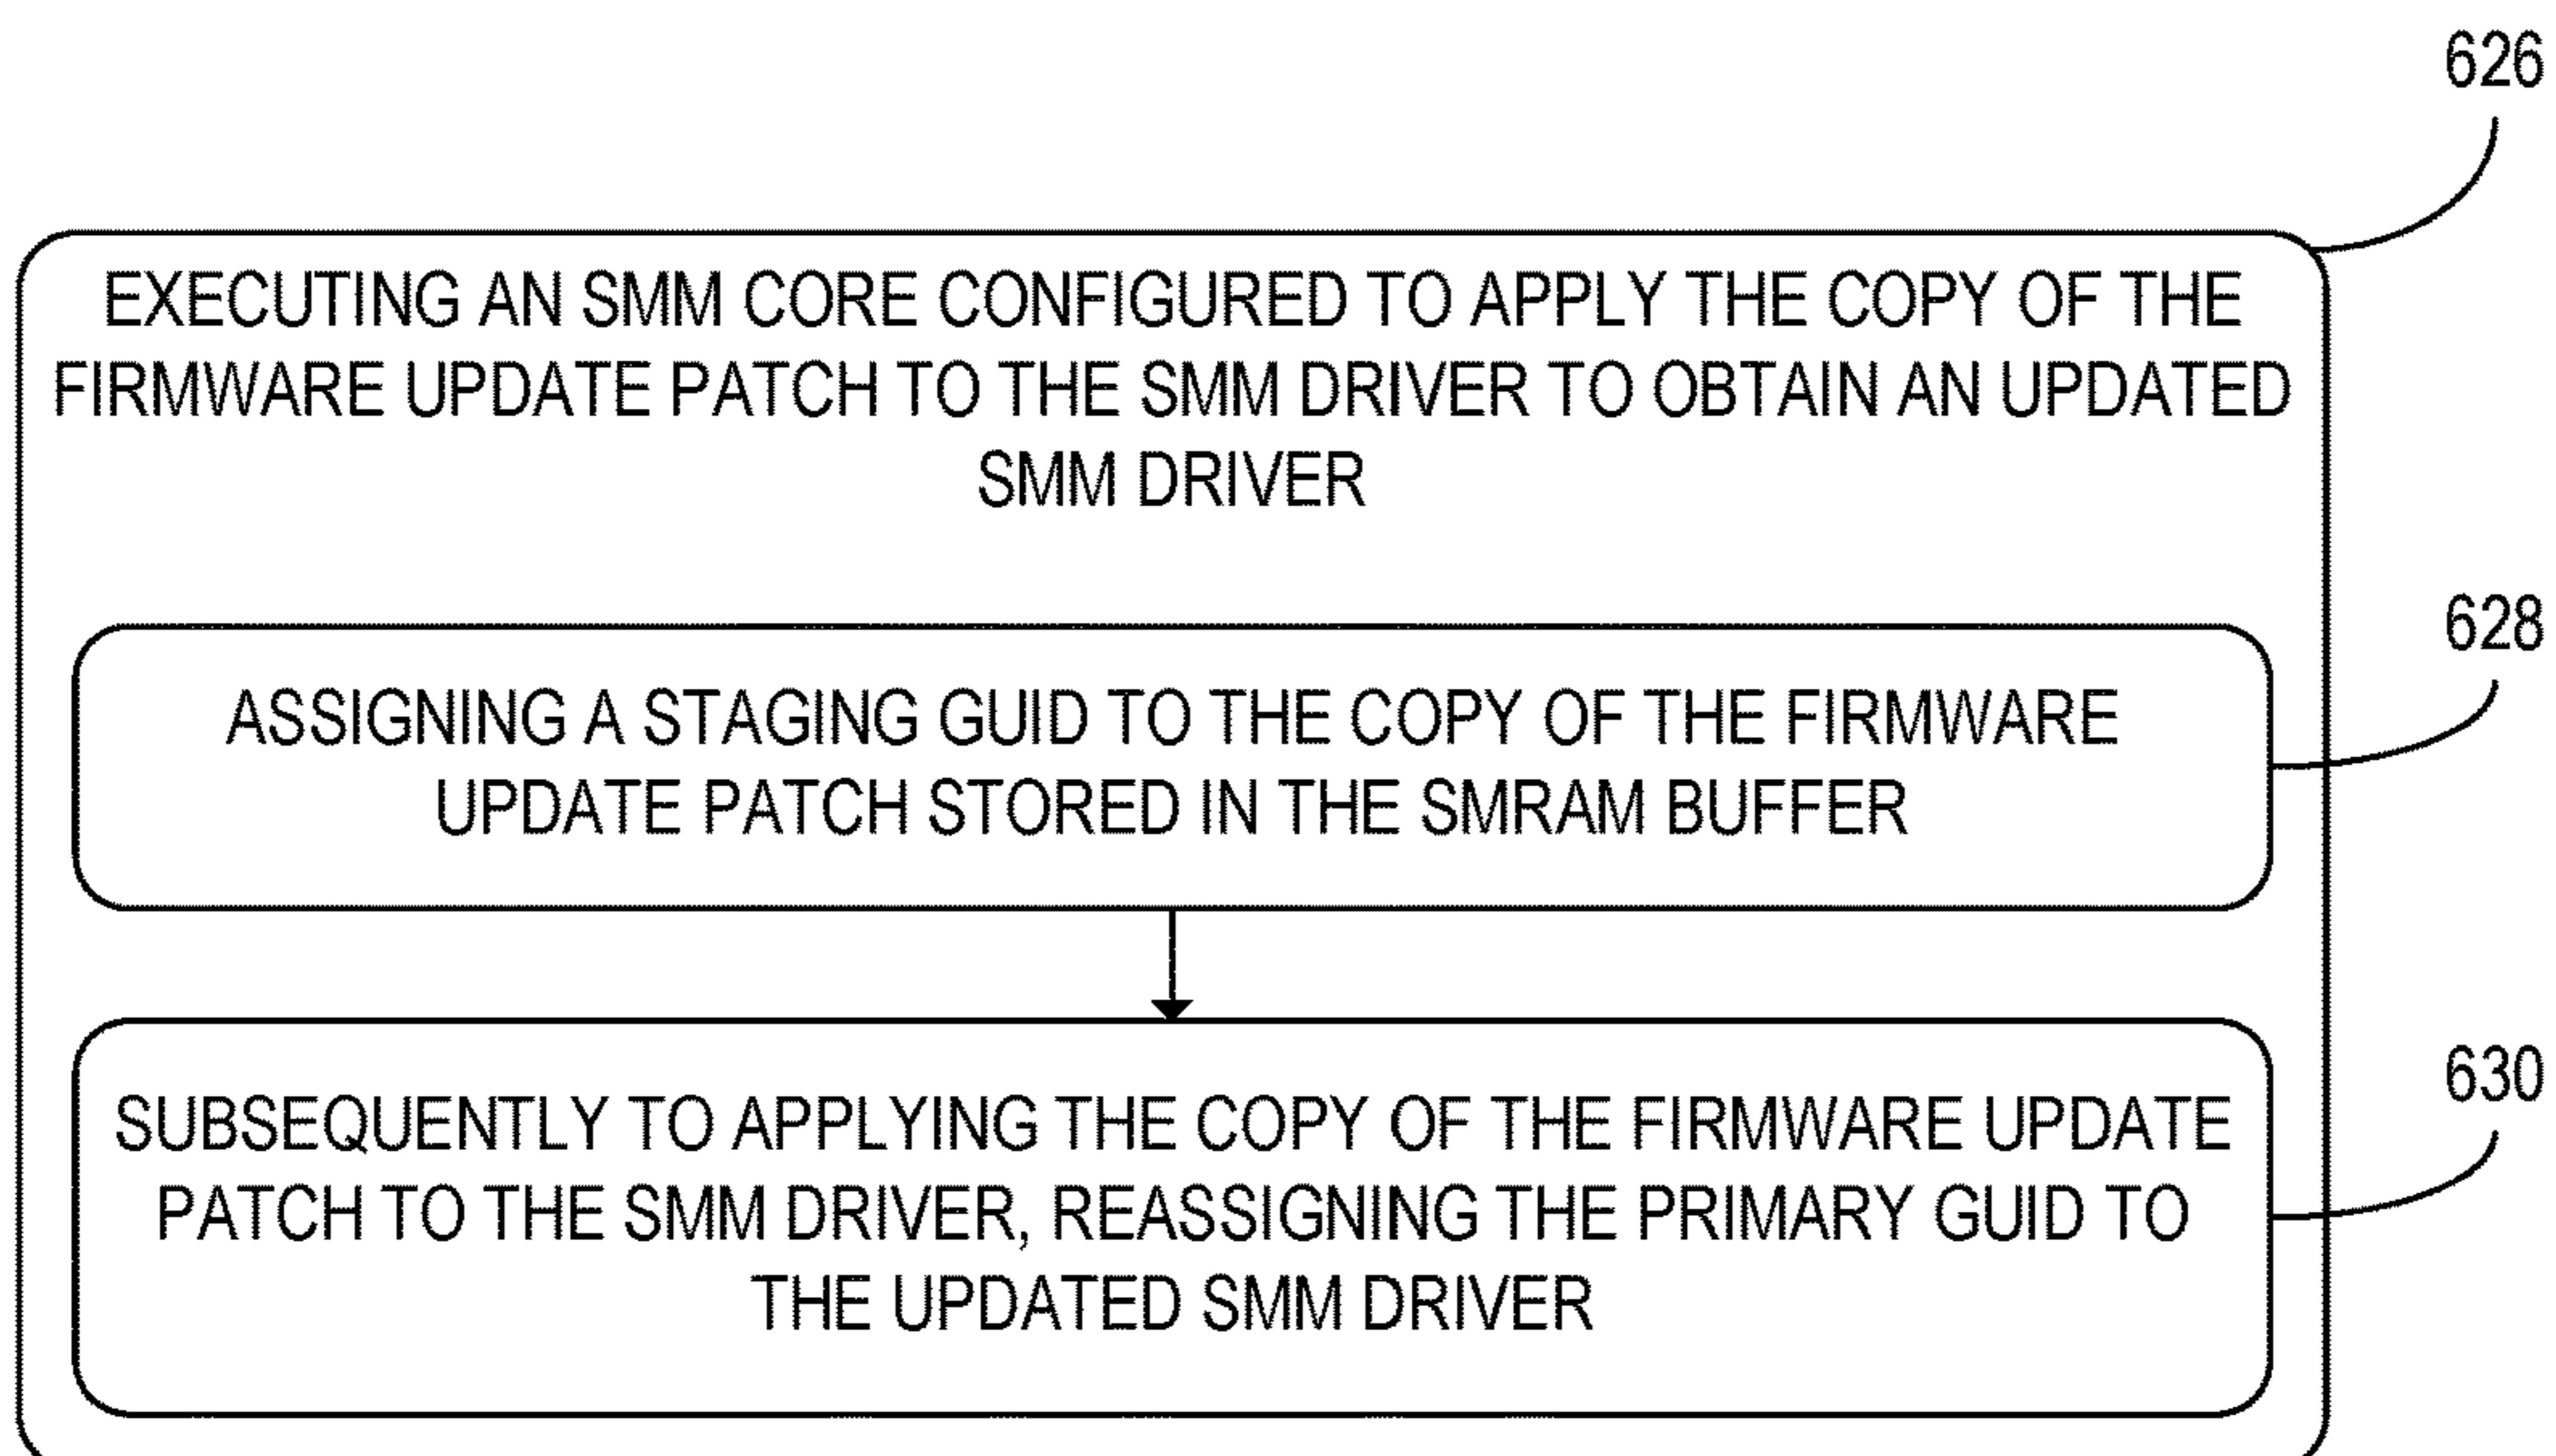 626
EXECUTING AN SMM CORE CONFIGURED TO APPLY THE COPY OF THE
FIRMWARE UPDATE PATCH TO THE SMM DRIVER TO OBTAIN AN UPDATED
SMM DRIVER
628
ASSIGNING A STAGING GUID TO THE COPY OF THE FIRMWARE
UPDATE PATCH STORED IN THE SMRAM BUFFER
630
SUBSEQUENTLY TO APPLYING THE COPY OF THE FIRMWARE UPDATE
PATCH TO THE SMM DRIVER, REASSIGNING THE PRIMARY GUID TO
THE UPDATED SMM DRIVER